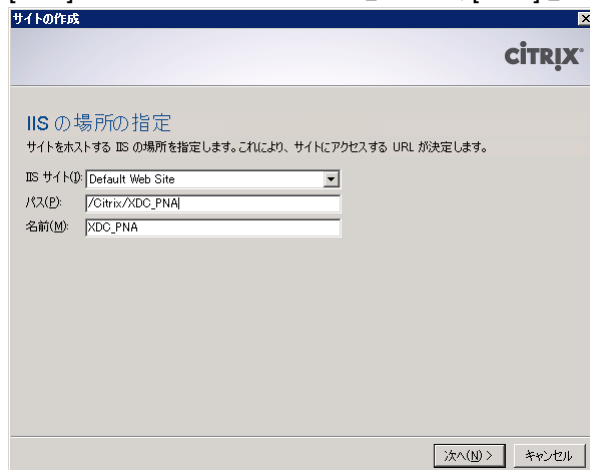 サイトの作成
CİTRỊX
IIS の場所の指定
サイトをホストする IIS の場所を指定します。これにより、サイトにアクセスする URL が決定します。
IIS サイト(I): Default Web Site
パス(P): /Citrix/XDC_PNA
名前(M): XDC_PNA
次へ(N) > キャンセル